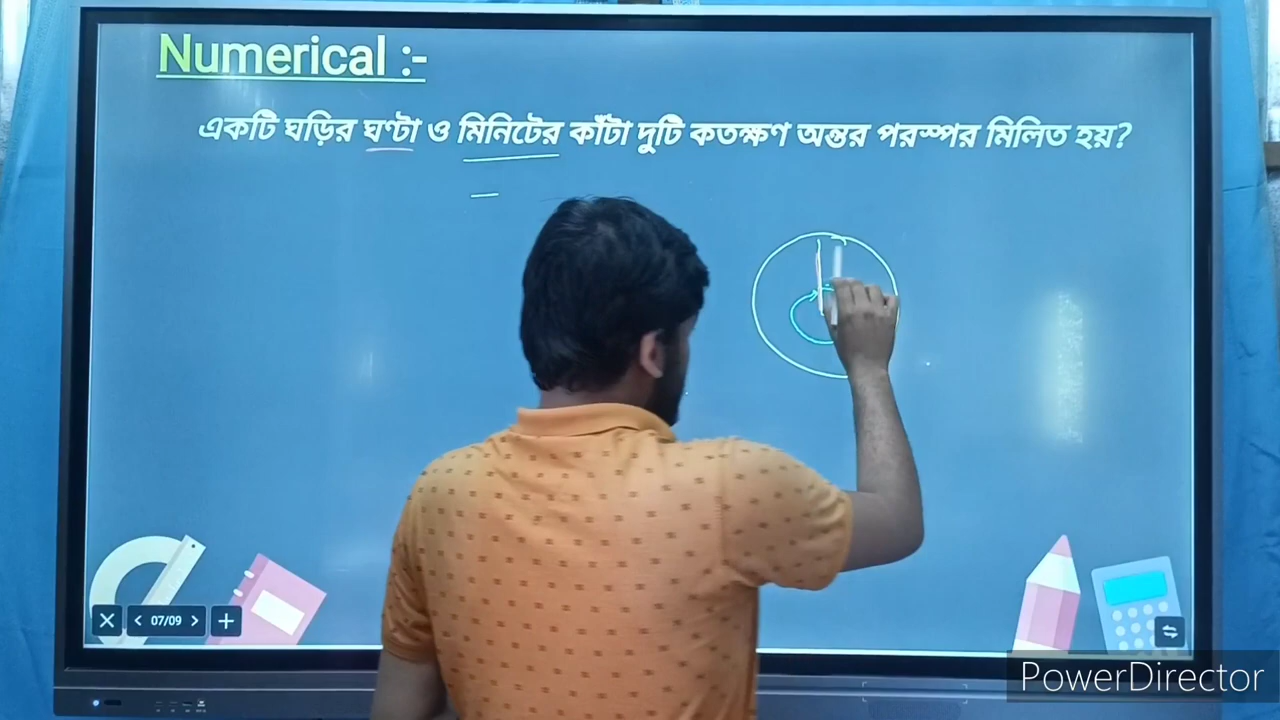 Numerical :-
একটি ঘড়ির ঘণ্টা ও মিনিটের কাঁটা দুটি কতক্ষণ অন্তর পরস্পর মিলিত হয়?
07/09
PowerDirector